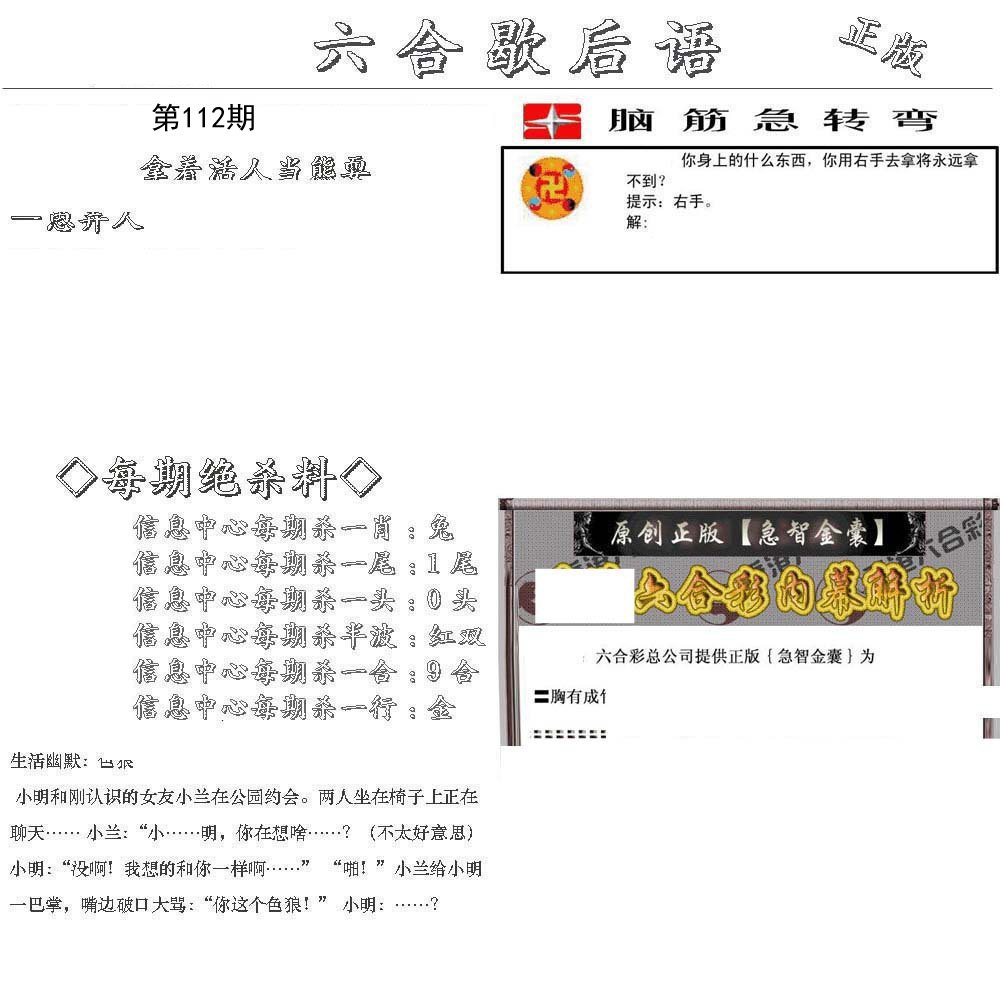 六合歇后语
正版
第112期
拿着活人当熊耍
一愚弄人
脑筋急转弯
你身上的什么东西,你用右手去拿将永远拿
不到?
提示:右手。
解:
◇每期绝杀料◇
信息中心每期杀一肖:兔
信息中心每期杀一尾:1尾
信息中心每期杀一头:0头
信息中心每期杀半波:红双
信息中心每期杀一合:9合
信息中心每期杀一行:金
生活幽默:色狼
小明和刚认识的女友小兰在公园约会。两人坐在椅子上正在
聊天……小兰:“小……明,你在想啥……?(不太好意思)
小明:“没啊!我想的和你一样啊……” “啪!”小兰给小明
一巴掌,嘴边破口大骂:“你这个色狼!” 小明:……?
原创正版【急智金囊】
六合彩内幕解析
:六合彩总公司提供正版{急智金囊}为
〓胸有成